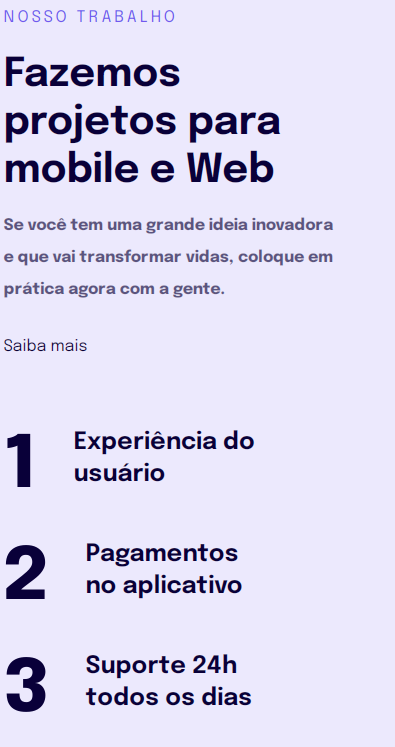 NOSSO TRABALHO
Fazemos
projetos para
mobile e Web
Se você tem uma grande ideia inovadora
e que vai transformar vidas, coloque em
prática agora com a gente.
Saiba mais
1 Experiência do
usuário
2 Pagamentos
no aplicativo
3 Suporte 24h
todos os dias